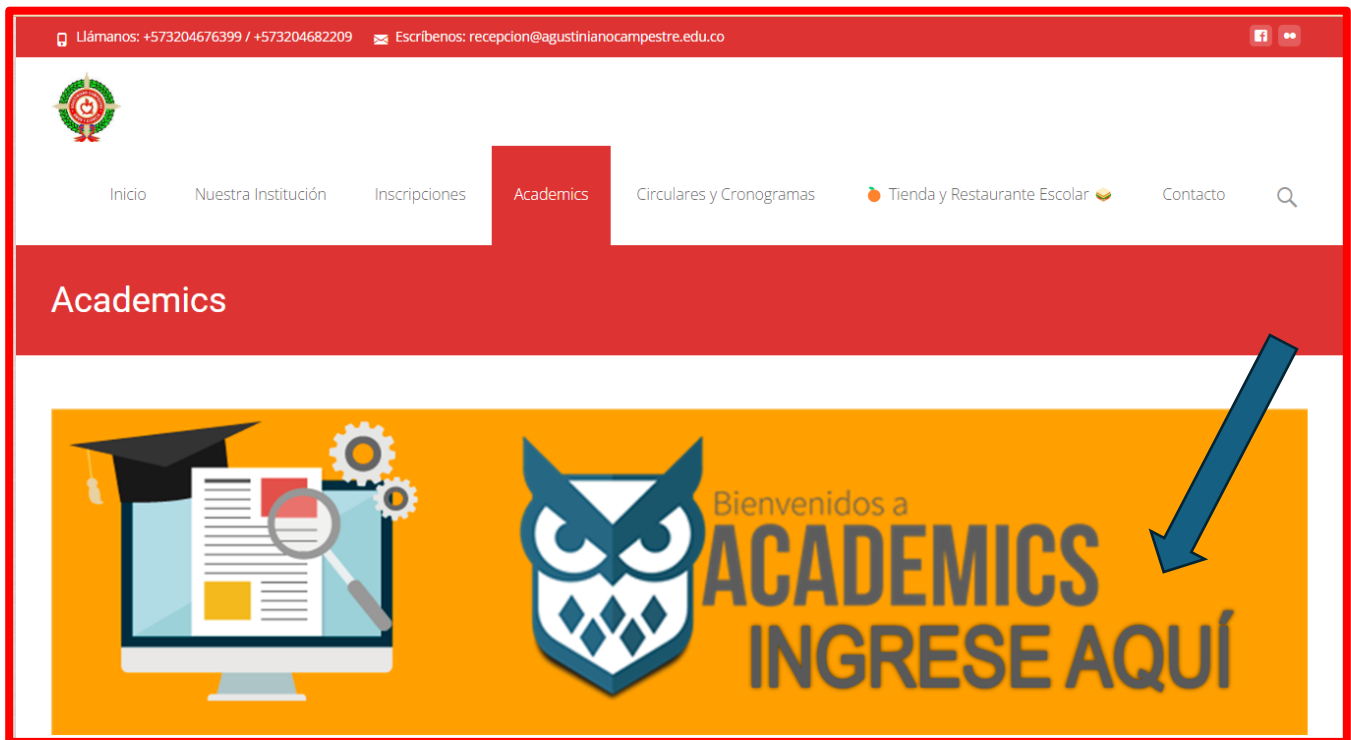 Llámanos: +573204676399 / +573204682209 Escríbenos: recepcion@agustinianocampestre.edu.co
Inicio Nuestra Institución Inscripciones Academics Circulares y Cronogramas 🍊 Tienda y Restaurante Escolar 🥪 Contacto
Academics
Bienvenidos a
ACADEMICS
INGRESE AQUÍ